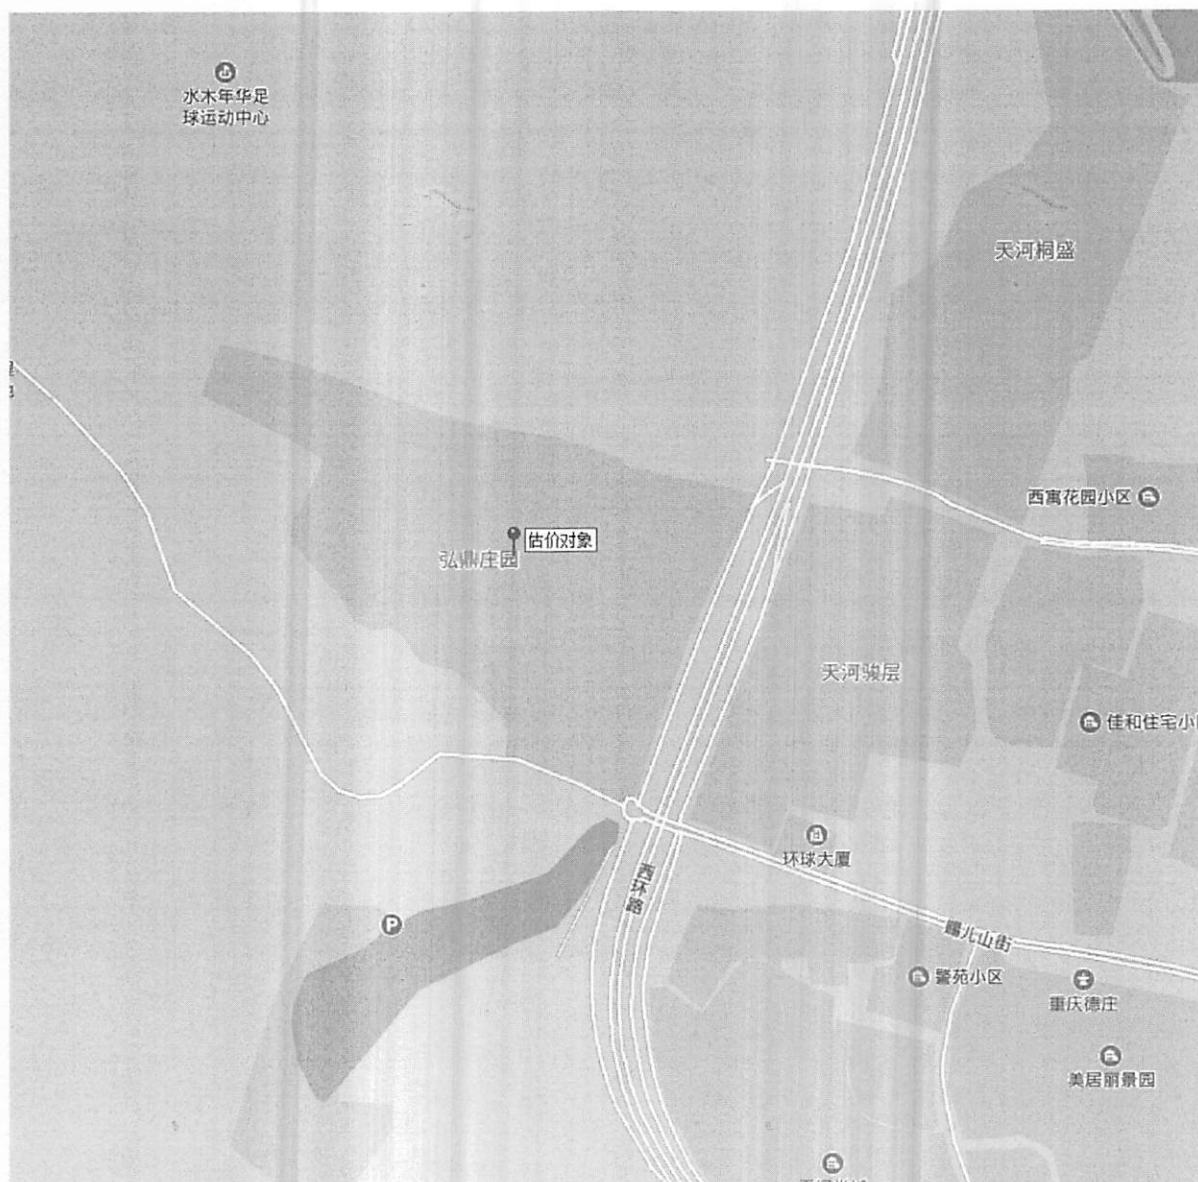 水木年华足
球运动中心
天河桐盛
西寓花园小区
估价对象
弘鼎庄园
天河骏层
佳和住宅小
环球大厦
西环路
赐儿山街
P
警苑小区
重庆德庄
美居丽景园